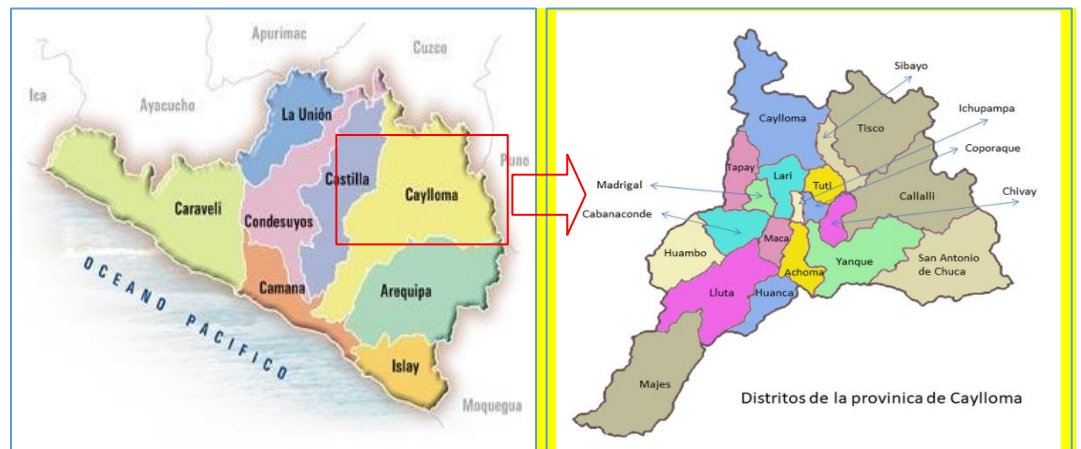 Apurimac
Cuzco
Ica
Ayacucho
La Unión
Puno
Castilla
Caylloma
Caraveli
Condesuyos
Camana
Arequipa
OCEANO PACIFICO
Islay
Moquegua
Sibayo
Ichupampa
Caylloma
Tisco
Coporaque
Tapay
Lari
Tuti
Madrigal
Callalli
Chivay
Cabanaconde
Maca
Yanque
San Antonio
de Chuca
Huambo
Achoma
Lluta
Huanca
Majes
Distritos de la provinica de Caylloma